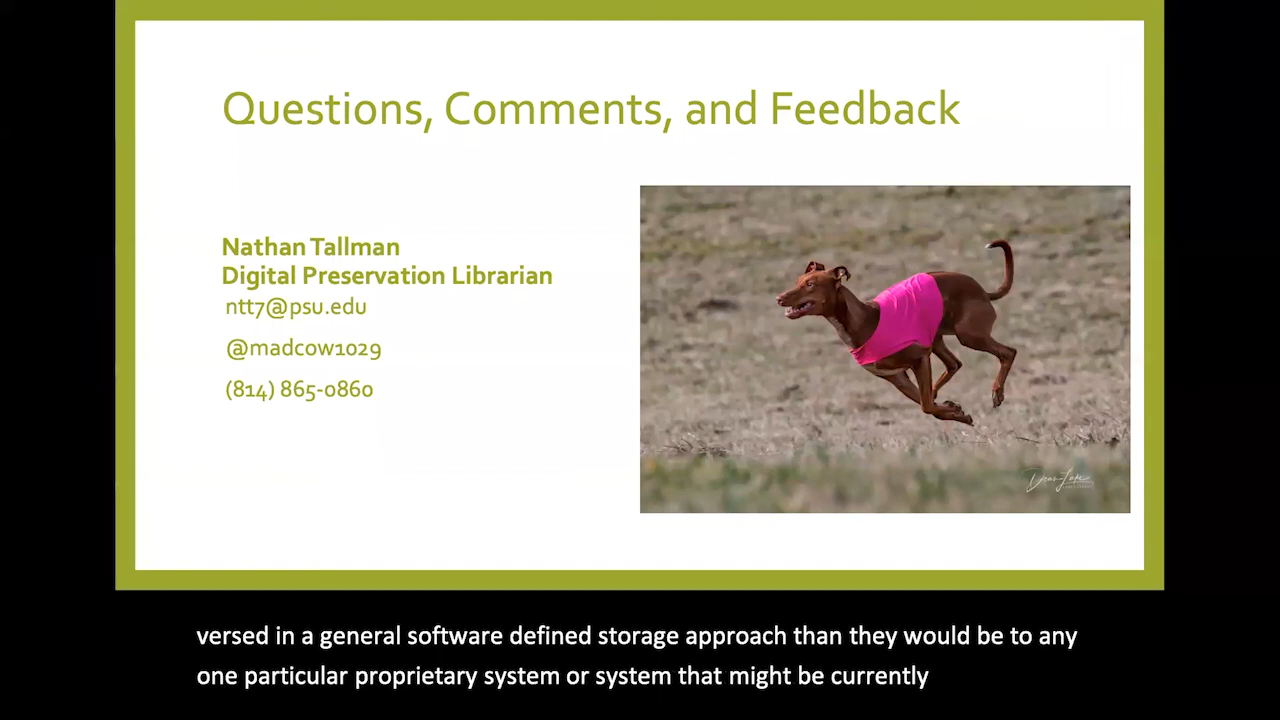 Questions, Comments, and Feedback
Nathan Tallman
Digital Preservation Librarian
ntt7@psu.edu
@madcow1029
(814) 865-0860
versed in a general software defined storage approach than they would be to any
one particular proprietary system or system that might be currently